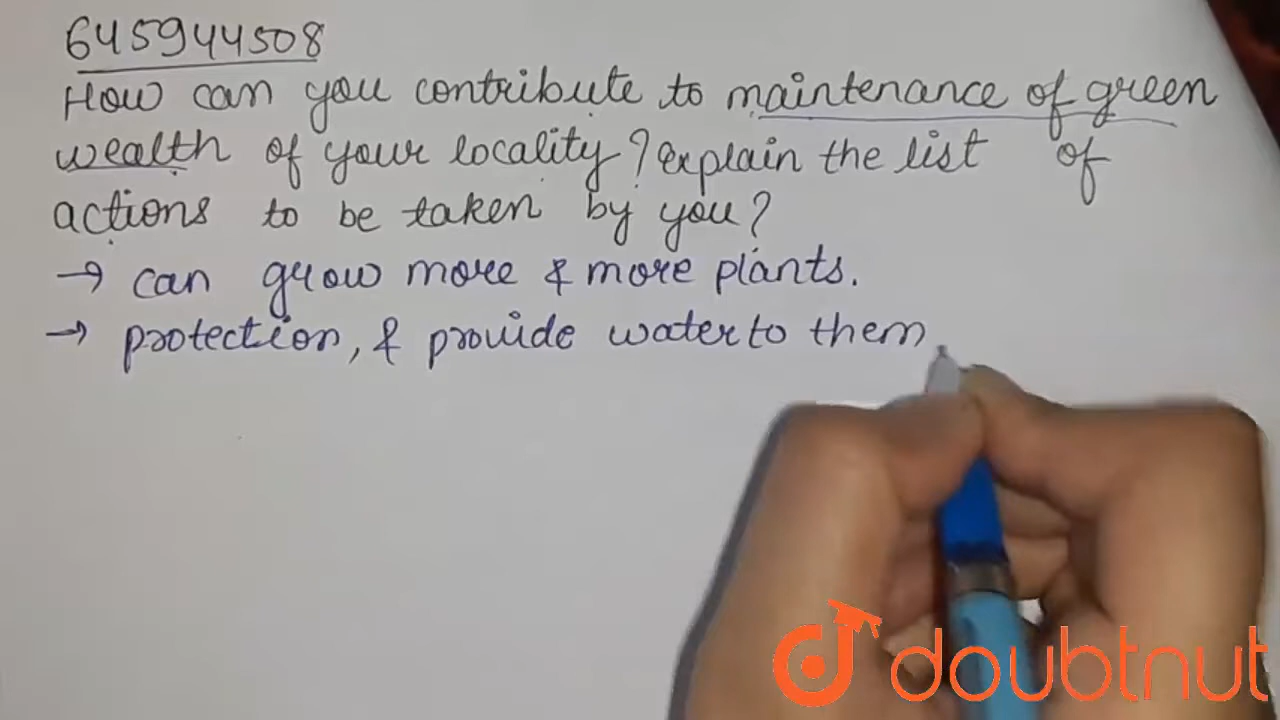 645944508
How can you contribute to maintenance of green
wealth of your locality? Explain the list of
actions to be taken by you?
→ can grow more & more plants.
→ protection, & provide water to them
doubtnut